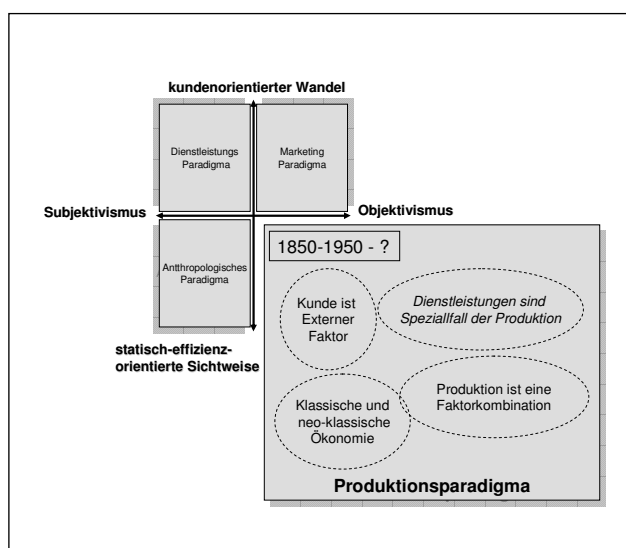 kundenorientierter Wandel
Dienstleistungs
Paradigma
Marketing
Paradigma
Subjektivismus
Objektivismus
Antthropologisches
Paradigma
statisch-effizienz-
orientierte Sichtweise
1850-1950 - ?
Kunde ist
Externer
Faktor
Dienstleistungen sind
Speziallfall der Produktion
Klassische und
neo-klassische
Ökonomie
Produktion ist eine
Faktorkombination
Produktionsparadigma